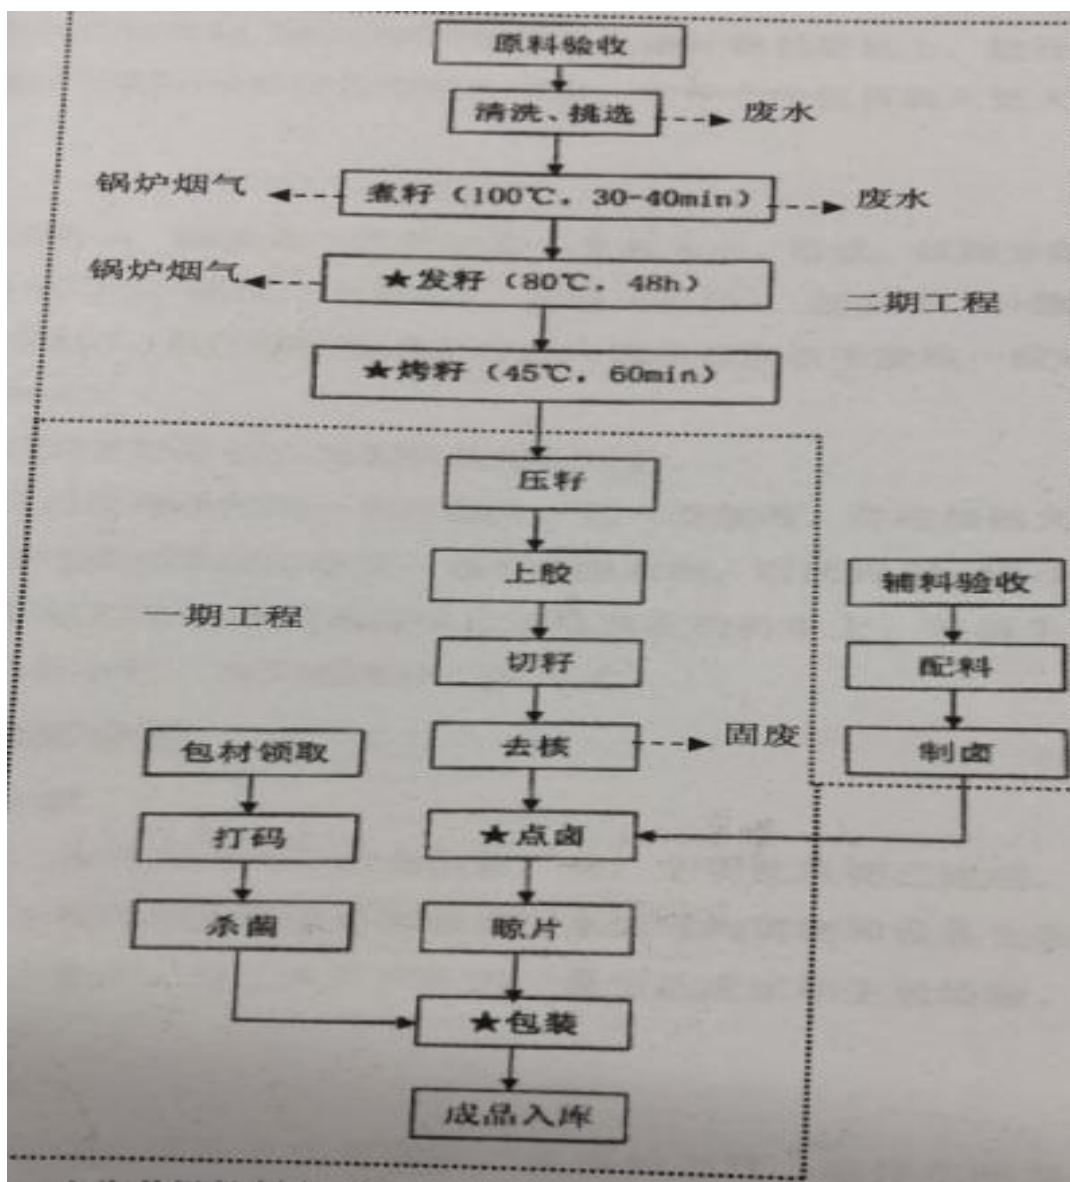 原料验收
清洗、挑选
废水
锅炉烟气
煮籽（100℃，30-40min）
废水
锅炉烟气
★发籽（80℃，48h）
二期工程
★烤籽（45℃，60min）
压籽
上胶
辅料验收
一期工程
切籽
配料
包材领取
去核
固废
制卤
打码
★点卤
杀菌
晾片
★包装
成品入库